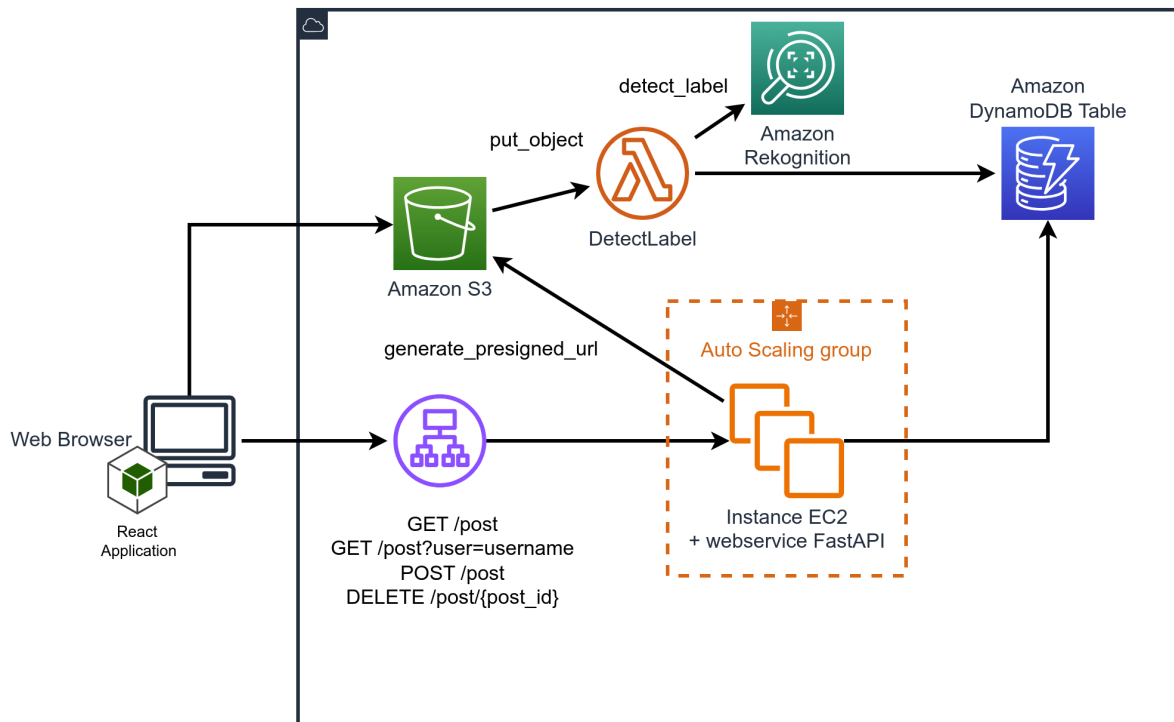 detect_label
Amazon
DynamoDB Table
put_object
Amazon
Rekognition
DetectLabel
Amazon S3
generate_presigned_url
Auto Scaling group
Web Browser
React
Application
GET /post
GET /post?user=username
POST /post
DELETE /post/{post_id}
Instance EC2
+ webservice FastAPI